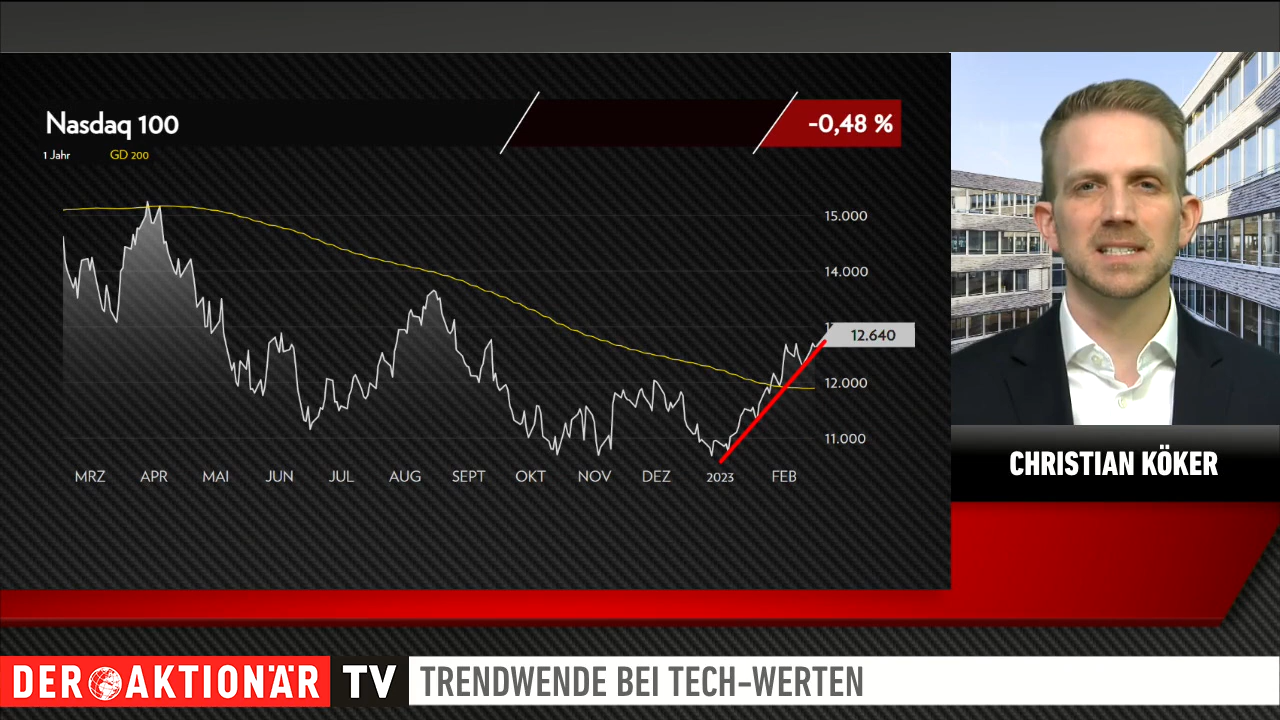 Nasdaq 100
-0,48 %
1 Jahr GD 200
15.000
14.000
12.640
12.000
11.000
MRZ APR MAI JUN JUL AUG SEPT OKT NOV DEZ 2023 FEB
CHRISTIAN KÖKER
DER AKTIONÄR TV
TRENDWENDE BEI TECH-WERTEN